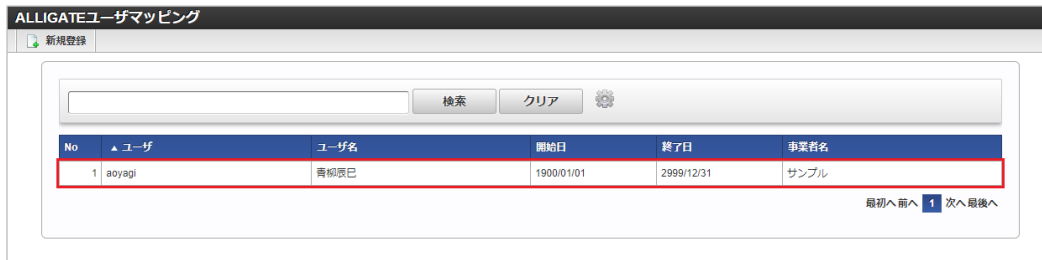 ALLIGATEユーザマッピング
新規登録
検索 クリア
No ▲ ユーザ ユーザ名 開始日 終了日 事業者名
1 aoyagi 青柳辰巳 1900/01/01 2999/12/31 サンプル
最初へ 前へ 1 次へ 最後へ